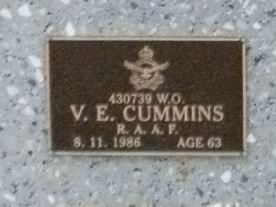 430739 W.O.
V. E. CUMMINS
R. A. A. F.
8. 11. 1986 AGE 63